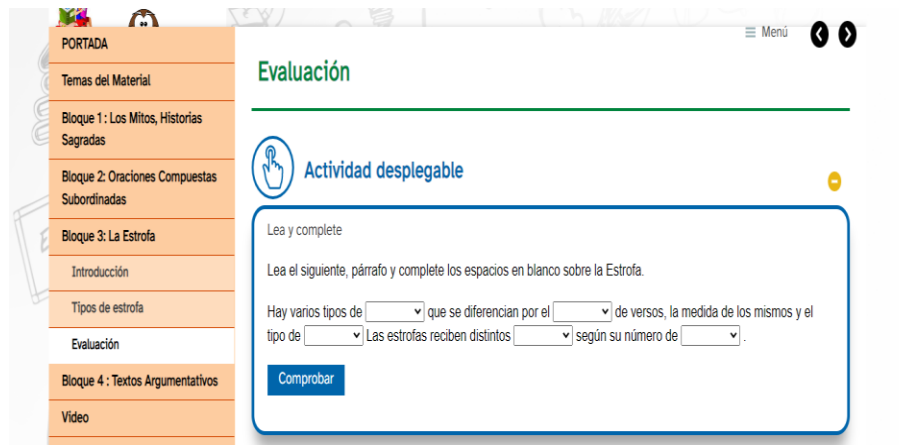 PORTADA
Temas del Material
Bloque 1 : Los Mitos, Historias
Sagradas
Bloque 2: Oraciones Compuestas
Subordinadas
Bloque 3: La Estrofa
Introducción
Tipos de estrofa
Evaluación
Bloque 4 : Textos Argumentativos
Video
Menú
Evaluación
Actividad desplegable
Lea y complete
Lea el siguiente, párrafo y complete los espacios en blanco sobre la Estrofa.
Hay varios tipos de que se diferencian por el de versos, la medida de los mismos y el
tipo de Las estrofas reciben distintos según su número de .
Comprobar